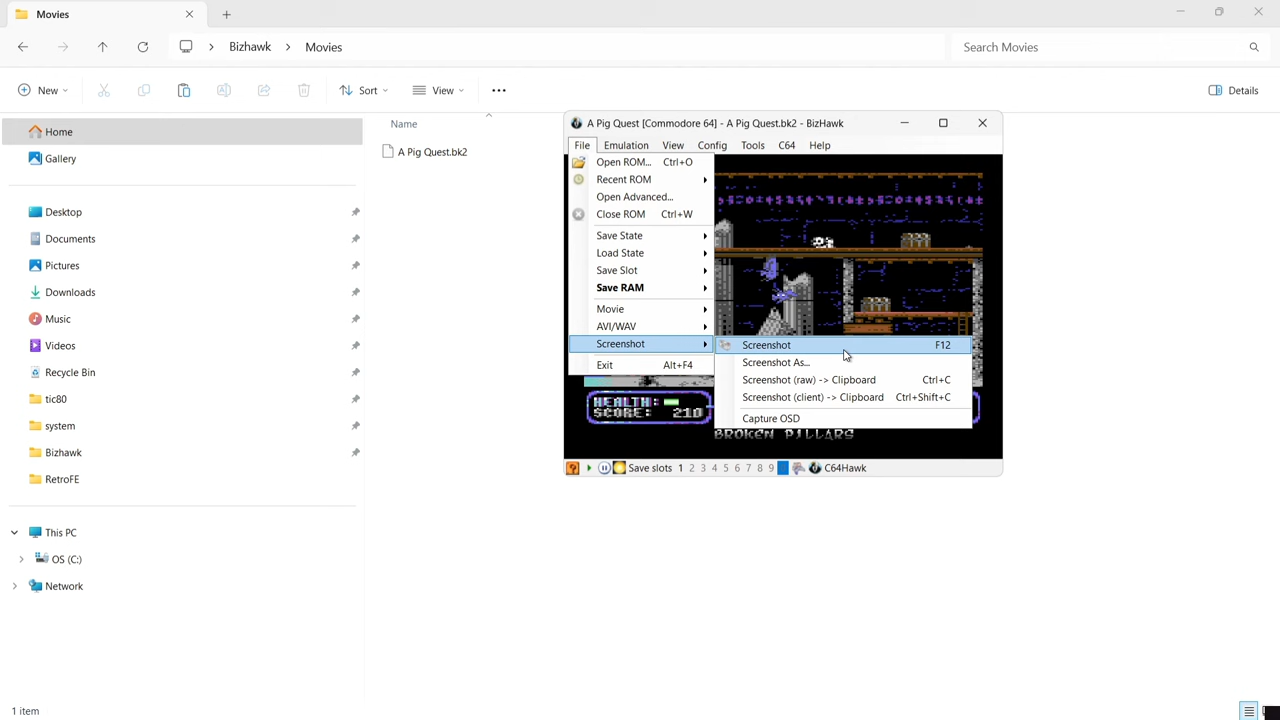 Movies
Bizhawk
Movies
Search Movies
New
Sort
View
Details
Home
Gallery
Desktop
Documents
Pictures
Downloads
Music
Videos
Recycle Bin
tic80
system
Bizhawk
RetroFE
This PC
OS (C:)
Network
Name
A Pig Quest.bk2
A Pig Quest [Commodore 64] - A Pig Quest.bk2 - BizHawk
File Emulation View Config Tools C64 Help
Open ROM... Ctrl+O
Recent ROM
Open Advanced...
Close ROM Ctrl+W
Save State
Load State
Save Slot
Save RAM
Movie
AVI/WAV
Screenshot
Exit Alt+F4
Screenshot F12
Screenshot As...
Screenshot (raw) -> Clipboard Ctrl+C
Screenshot (client) -> Clipboard Ctrl+Shift+C
Capture OSD
HEALTH:
SCORE: 210
BROKEN PILLARS
Save slots 1 2 3 4 5 6 7 8 9 C64Hawk
1 item